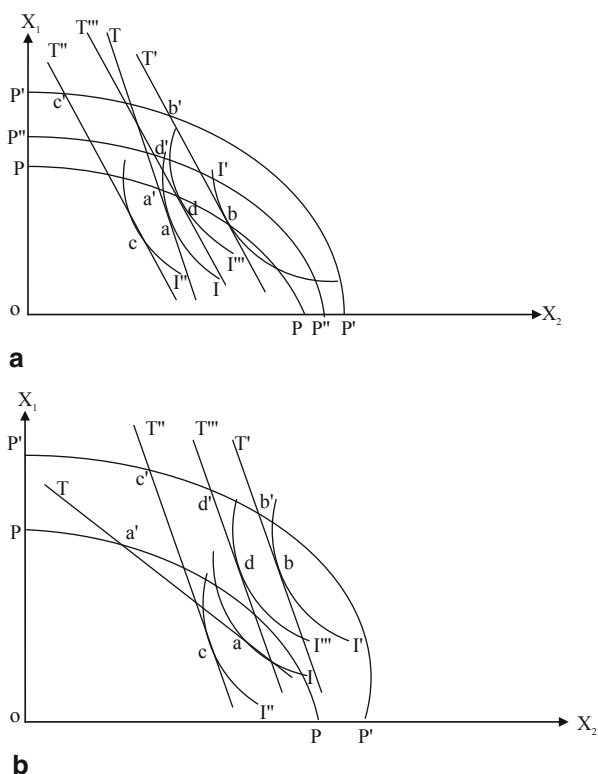 X₁
T" T''' T
T'
P'
c'
b'
P"
d'
I'
P
a'
d
b
a
c
I'''
I"
I
o
P P" P'
X₂
a
X₁
T" T''' T'
P'
c'
T
d'
b'
P
a'
d
b
c
a
I''' I'
I
I"
o
P P'
X₂
b